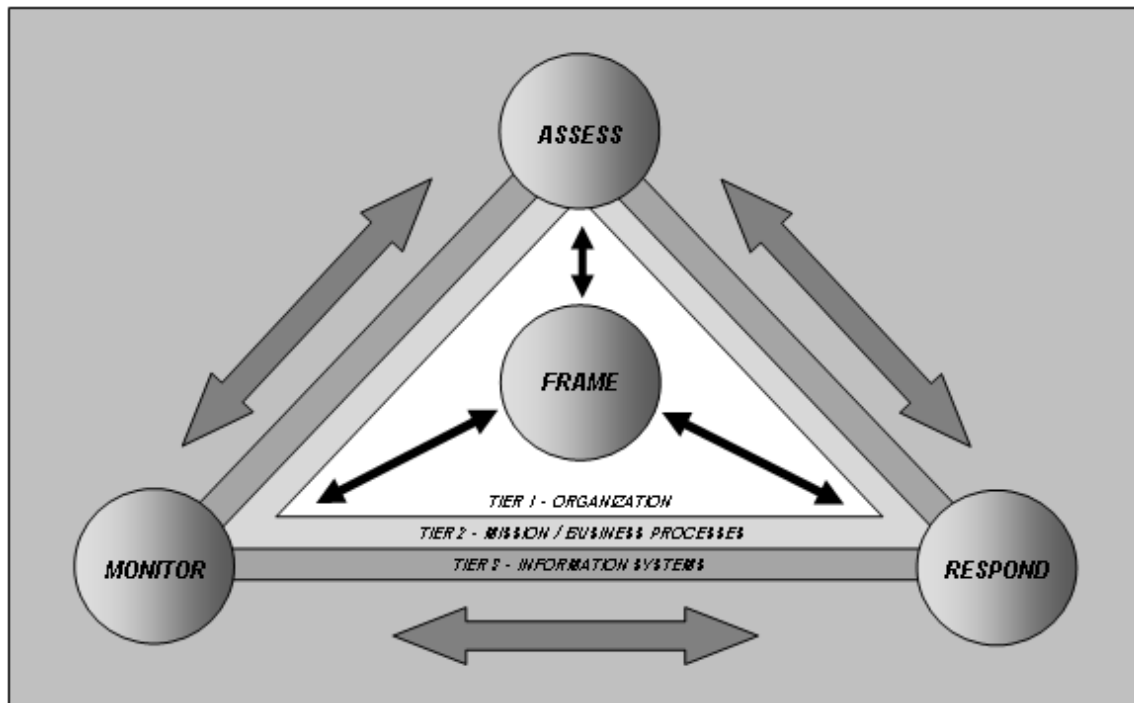 ASSESS
FRAME
TIER 1 - ORGANIZATION
TIER 2 - MISSION / BUSINESS PROCESSES
TIER 3 - INFORMATION SYSTEMS
MONITOR
RESPOND